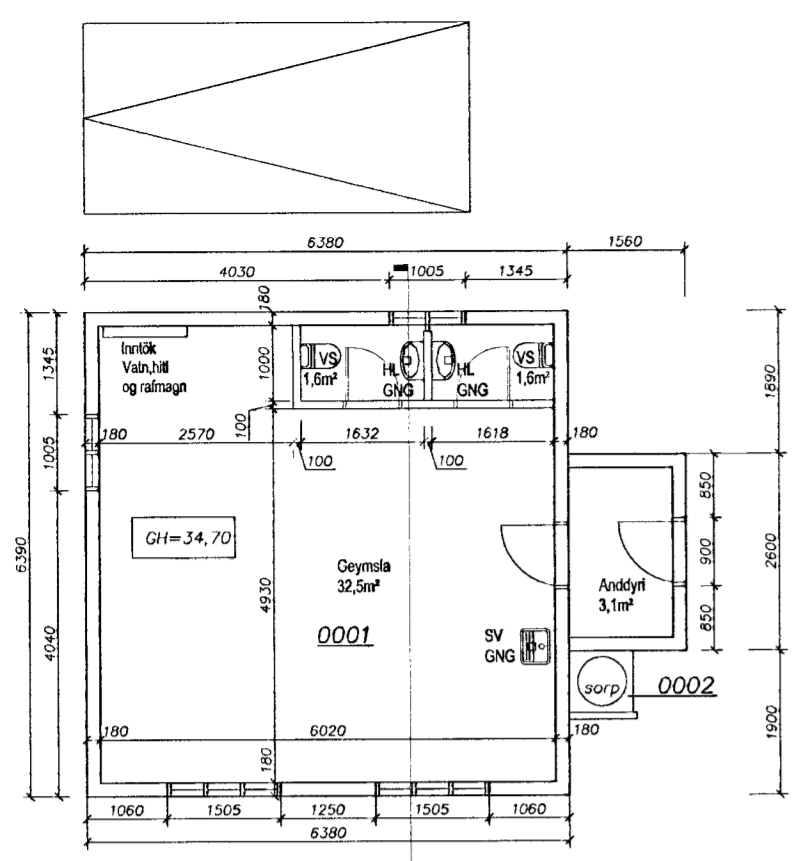 6380
1560
4030
1005
1345
180
1345
1000
1890
Inntök
Vatn,hiti
og rafmagn
VS
1,6m²
HL
GNG
HL
GNG
VS
1,6m²
100
180
2570
1632
1618
180
100
100
1005
850
GH=34,70
6390
900
2600
Geymsla
32,5m²
4930
Anddyri
3,1m²
850
0001
SV
GNG
4040
sorp
0002
180
6020
180
1900
180
1060
1505
1250
1505
1060
6380